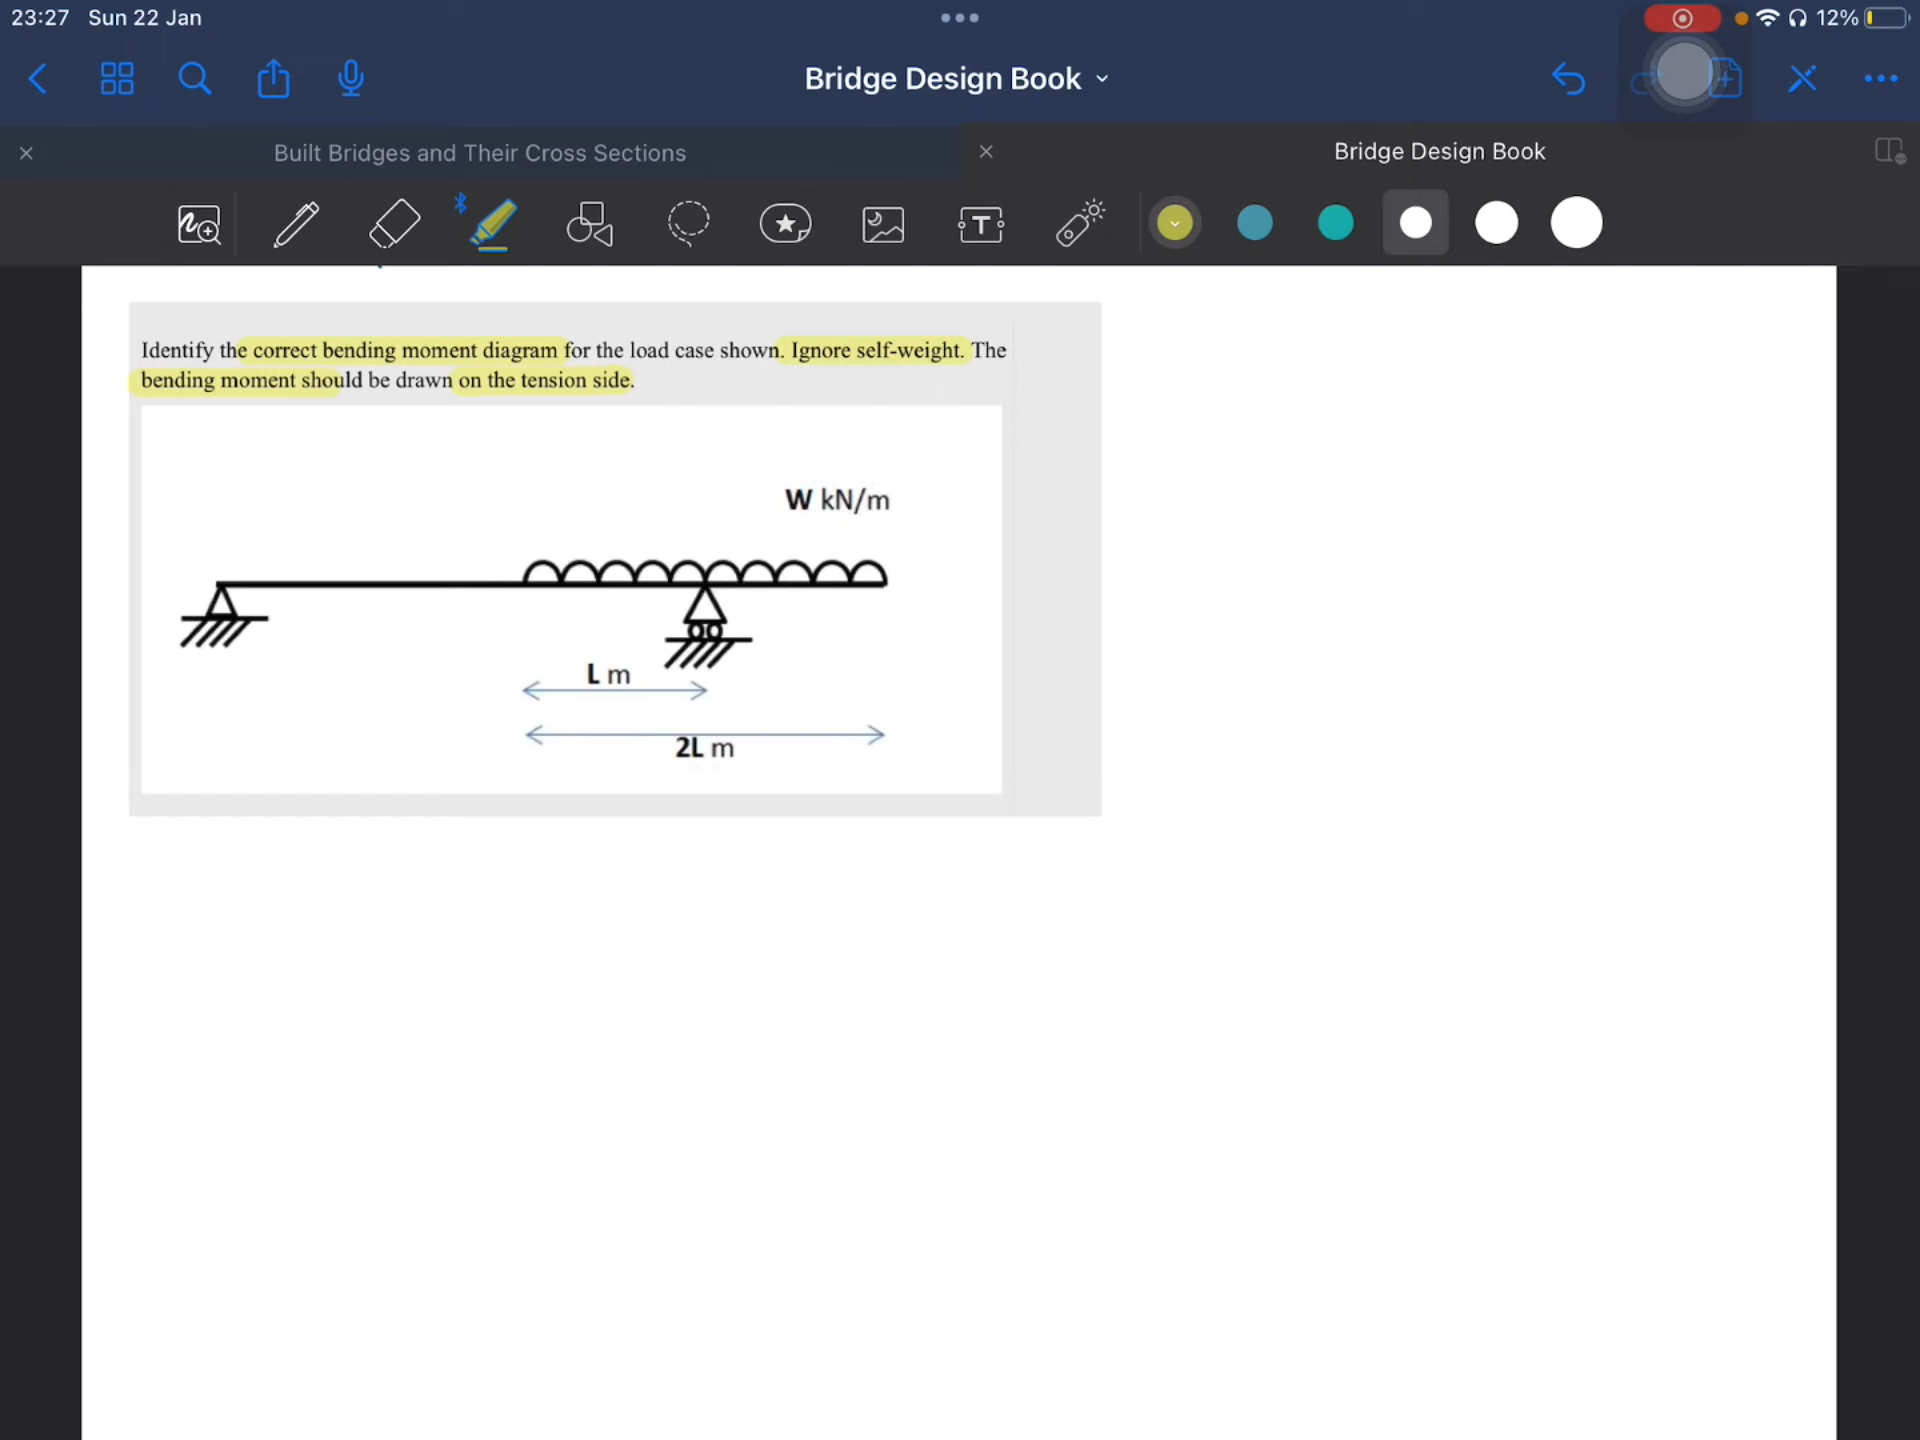 23:27 Sun 22 Jan
12%
Bridge Design Book
Built Bridges and Their Cross Sections
Bridge Design Book
T
Identify the correct bending moment diagram for the load case shown. Ignore self-weight. The
bending moment should be drawn on the tension side.
W kN/m
L m
2L m